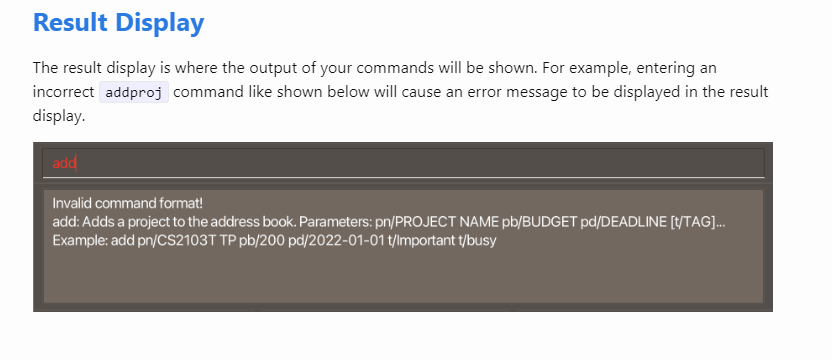 Result Display
The result display is where the output of your commands will be shown. For example, entering an
incorrect addproj command like shown below will cause an error message to be displayed in the result
display.
add
Invalid command format!
add: Adds a project to the address book. Parameters: pn/PROJECT NAME pb/BUDGET pd/DEADLINE [t/TAG]...
Example: add pn/CS2103T TP pb/200 pd/2022-01-01 t/Important t/busy